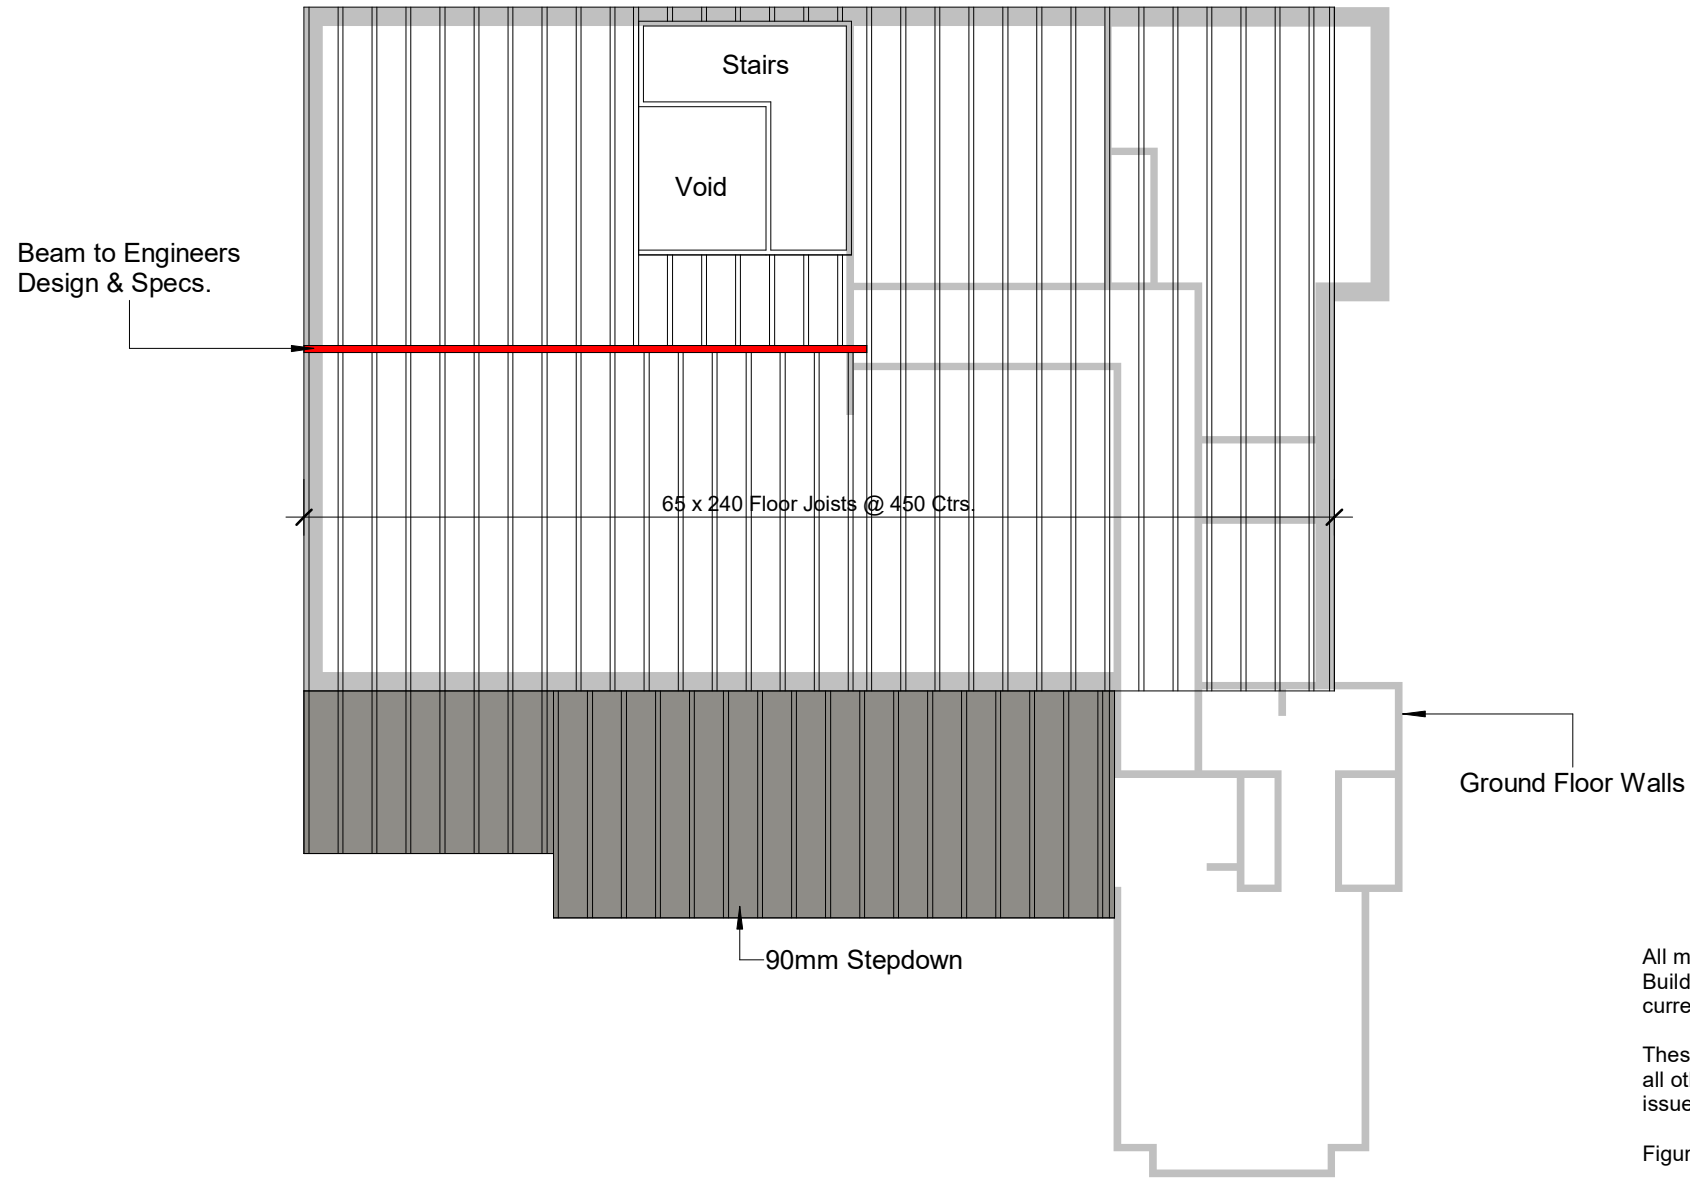 Stairs
Void
Beam to Engineers
Design & Specs.
65 x 240 Floor Joists @ 450 Ctrs.
Ground Floor Walls
90mm Stepdown
All m
Build
curre
Thes
all ot
issue
Figur